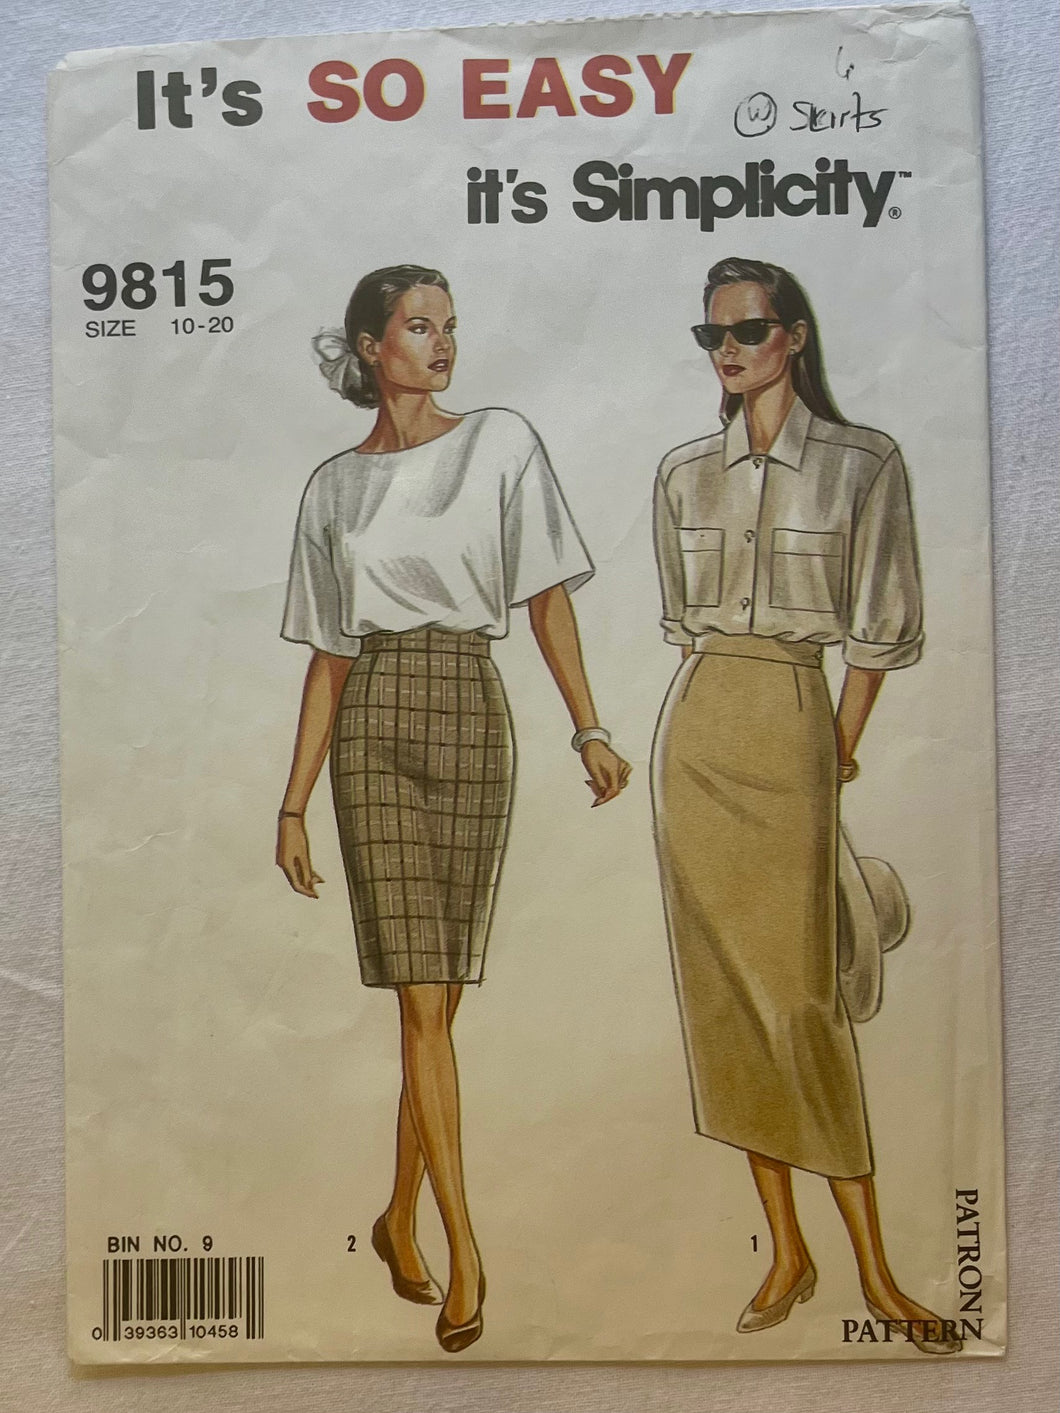 It's SO EASY
W Skirts
it's Simplicity.™®
9815
SIZE 10-20
BIN NO. 9
2
1
0 39363 10458
PATRON
PATTERN